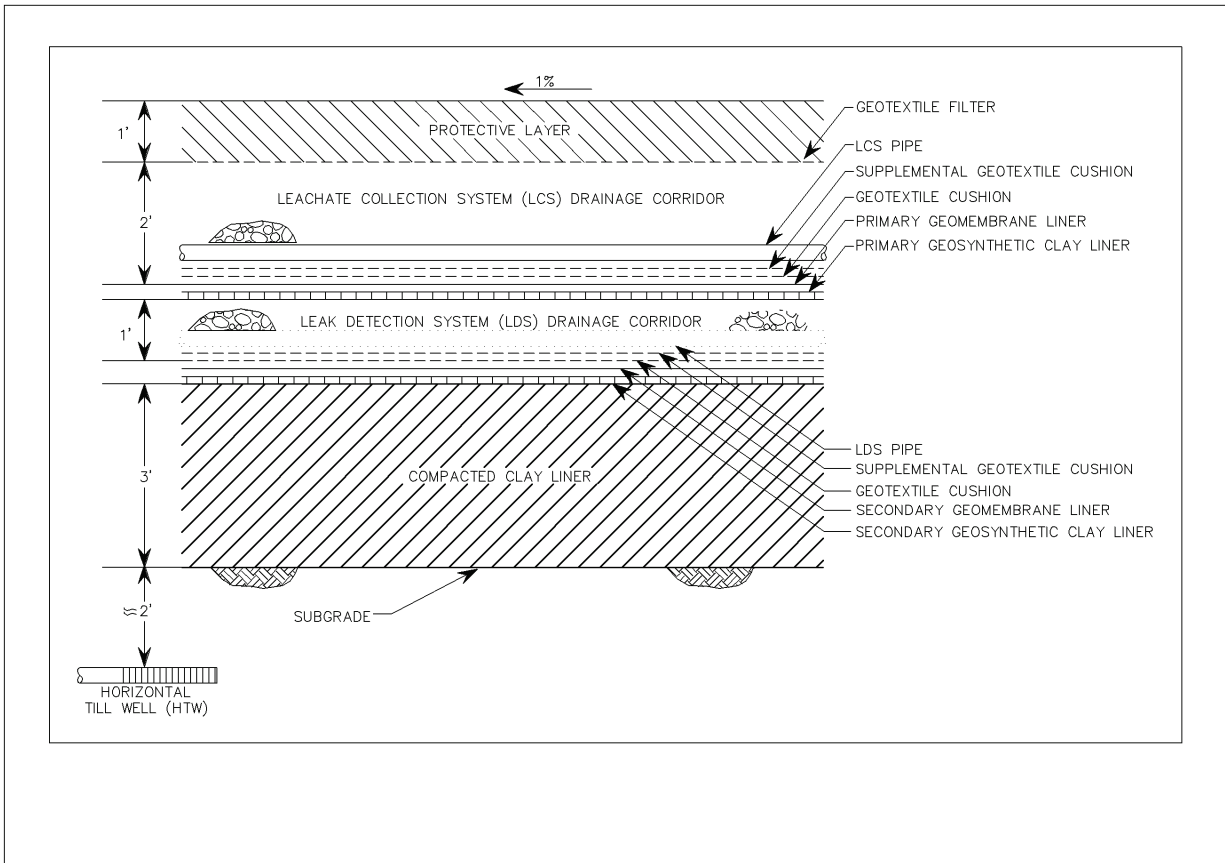 1%
GEOTEXTILE FILTER
1'
PROTECTIVE LAYER
LCS PIPE
SUPPLEMENTAL GEOTEXTILE CUSHION
LEACHATE COLLECTION SYSTEM (LCS) DRAINAGE CORRIDOR
GEOTEXTILE CUSHION
2'
PRIMARY GEOMEMBRANE LINER
PRIMARY GEOSYNTHETIC CLAY LINER
LEAK DETECTION SYSTEM (LDS) DRAINAGE CORRIDOR
1'
LDS PIPE
SUPPLEMENTAL GEOTEXTILE CUSHION
3'
COMPACTED CLAY LINER
GEOTEXTILE CUSHION
SECONDARY GEOMEMBRANE LINER
SECONDARY GEOSYNTHETIC CLAY LINER
≈2'
SUBGRADE
HORIZONTAL
TILL WELL (HTW)